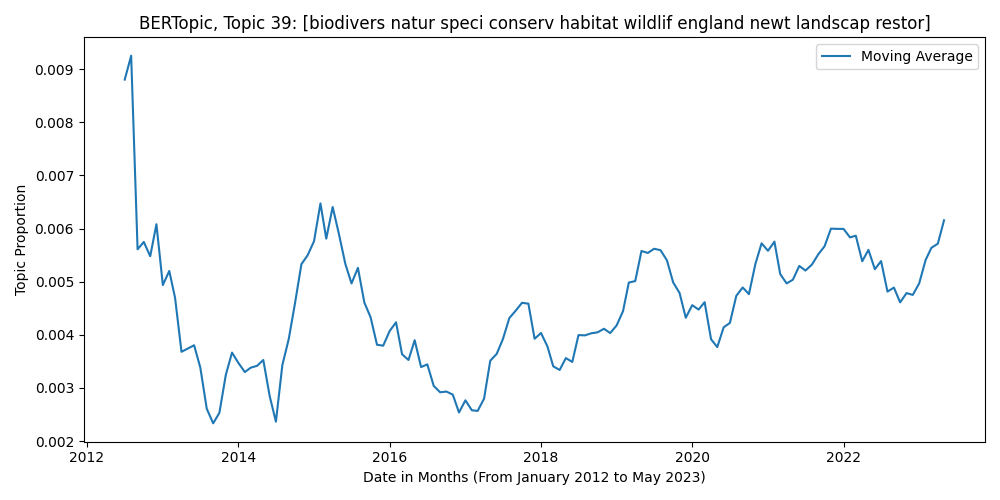 BERTopic, Topic 39: [biodivers natur speci conserv habitat wildlif england newt landscap restor]
Moving Average
Topic Proportion
0.009
0.008
0.007
0.006
0.005
0.004
0.003
0.002
2012 2014 2016 2018 2020 2022
Date in Months (From January 2012 to May 2023)